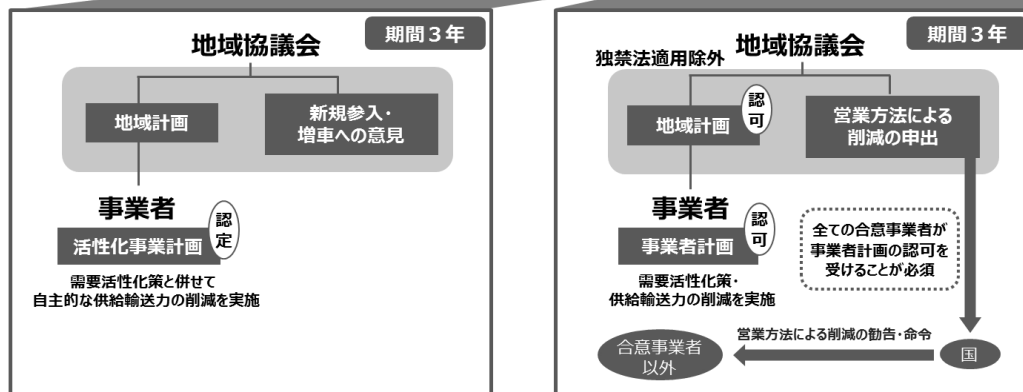 期間３年
地域協議会
地域計画
新規参入・
増車への意見
事業者
認定
活性化事業計画
需要活性化策と併せて
自主的な供給輸送力の削減を実施
期間３年
独禁法適用除外
地域協議会
認可
地域計画
営業方法による
削減の申出
事業者
認可
事業者計画
需要活性化策・
供給輸送力の削減を実施
全ての合意事業者が
事業者計画の認可を
受けることが必須
営業方法による削減の勧告・命令
合意事業者
以外
国